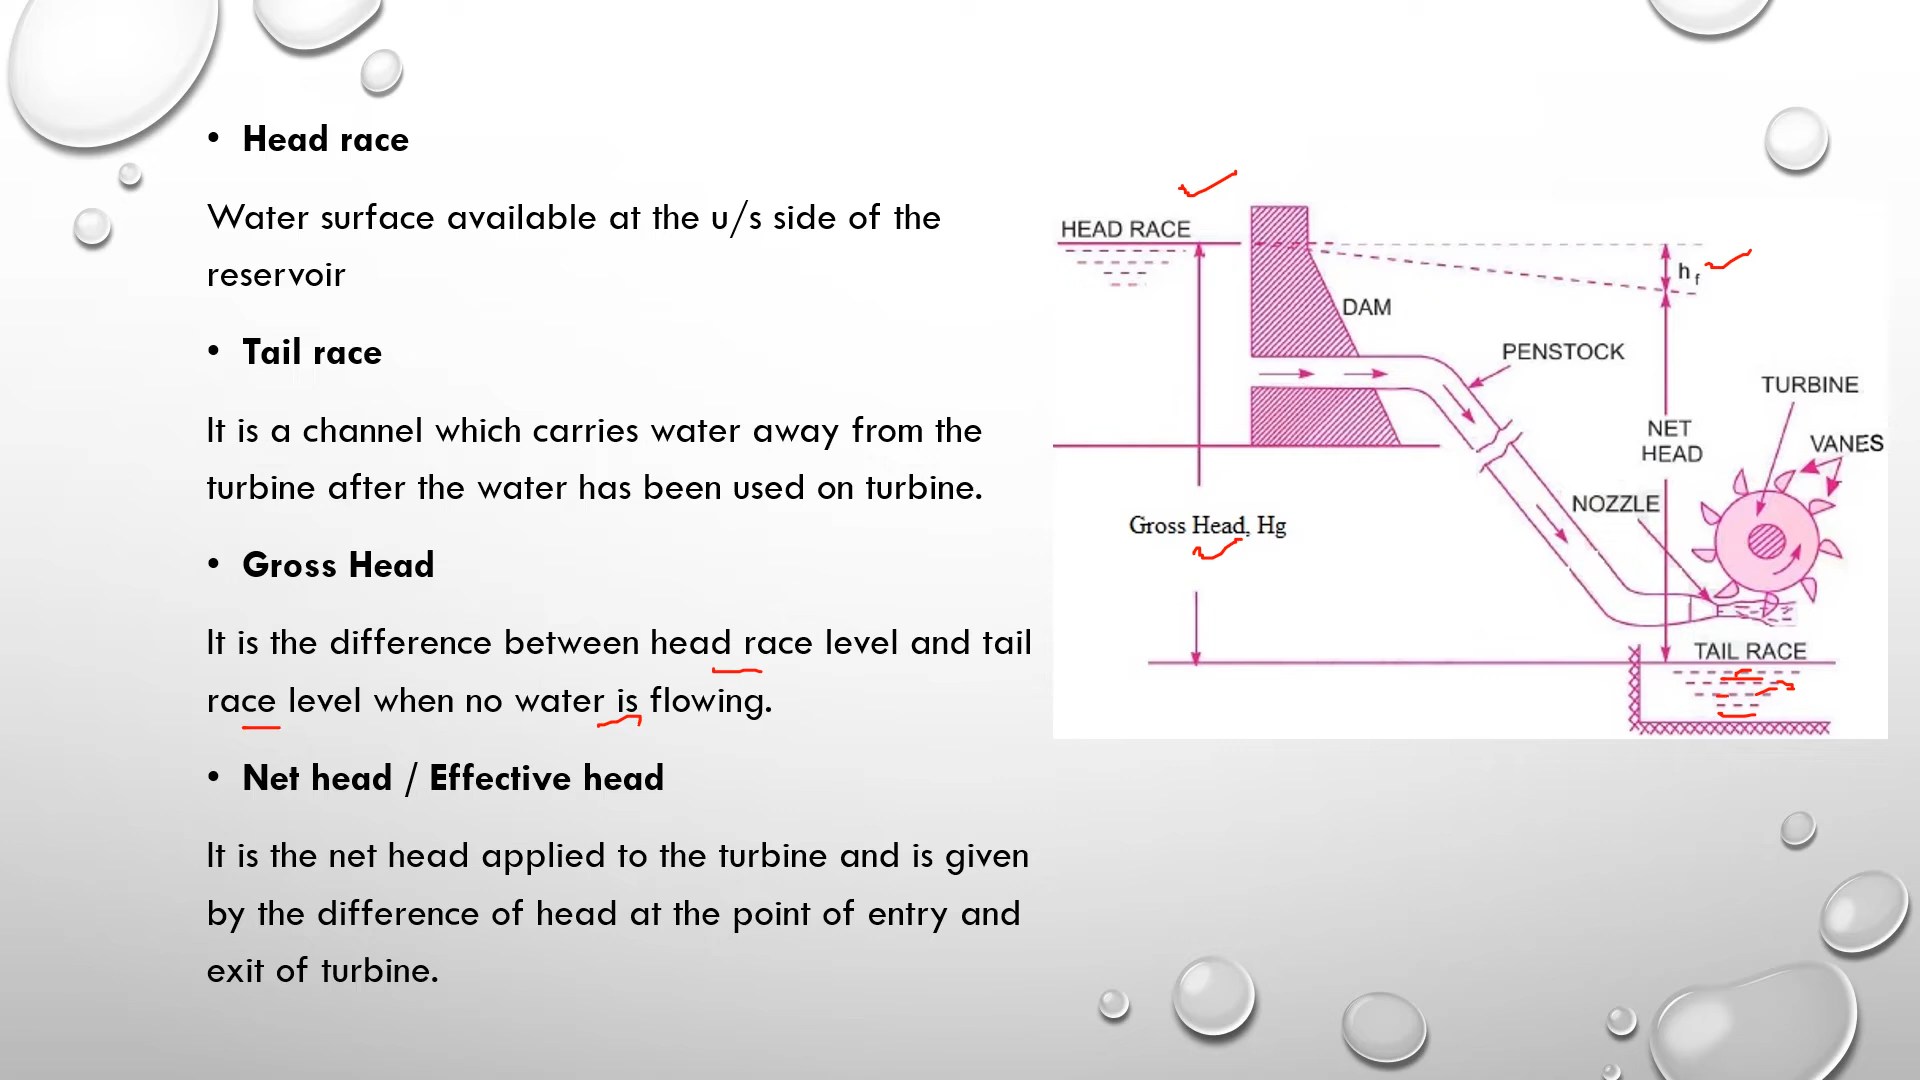 • Head race
Water surface available at the u/s side of the
reservoir
• Tail race
It is a channel which carries water away from the
turbine after the water has been used on turbine.
• Gross Head
It is the difference between head race level and tail
race level when no water is flowing.
• Net head / Effective head
It is the net head applied to the turbine and is given
by the difference of head at the point of entry and
exit of turbine.
HEAD RACE
hf
DAM
PENSTOCK
TURBINE
NET
HEAD
VANES
NOZZLE
Gross Head, Hg
TAIL RACE